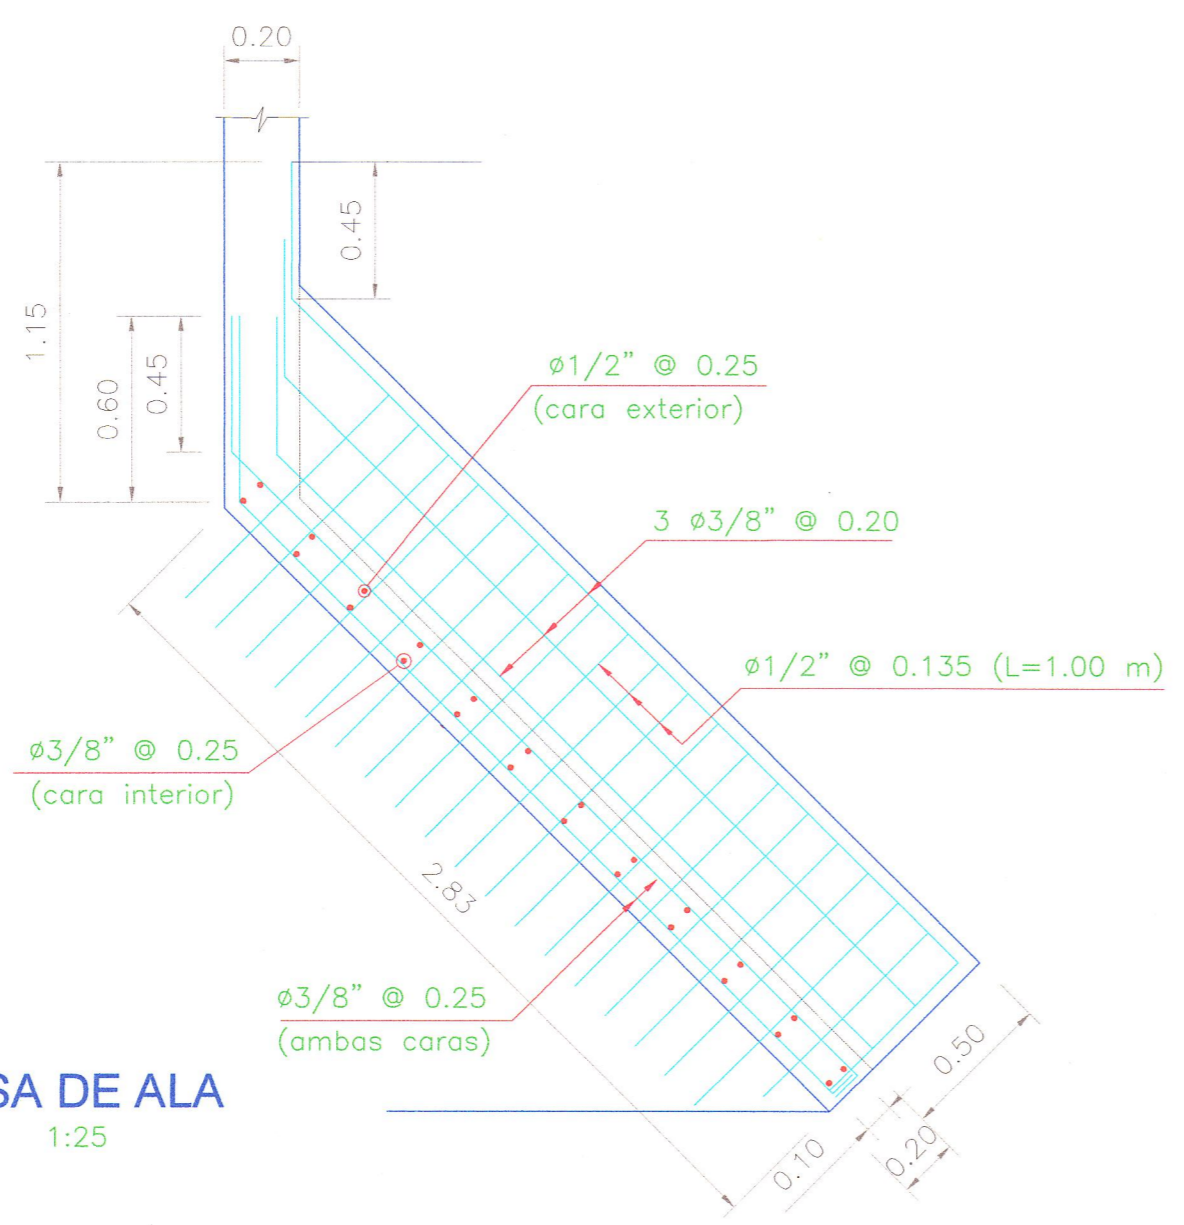 0.20
0.45
1.15
0.60
0.45
ø1/2" @ 0.25
(cara exterior)
3 ø3/8" @ 0.20
ø1/2" @ 0.135 (L=1.00 m)
ø3/8" @ 0.25
(cara interior)
2.83
ø3/8" @ 0.25
(ambas caras)
0.50
0.20
0.10
DE ALA
1:25